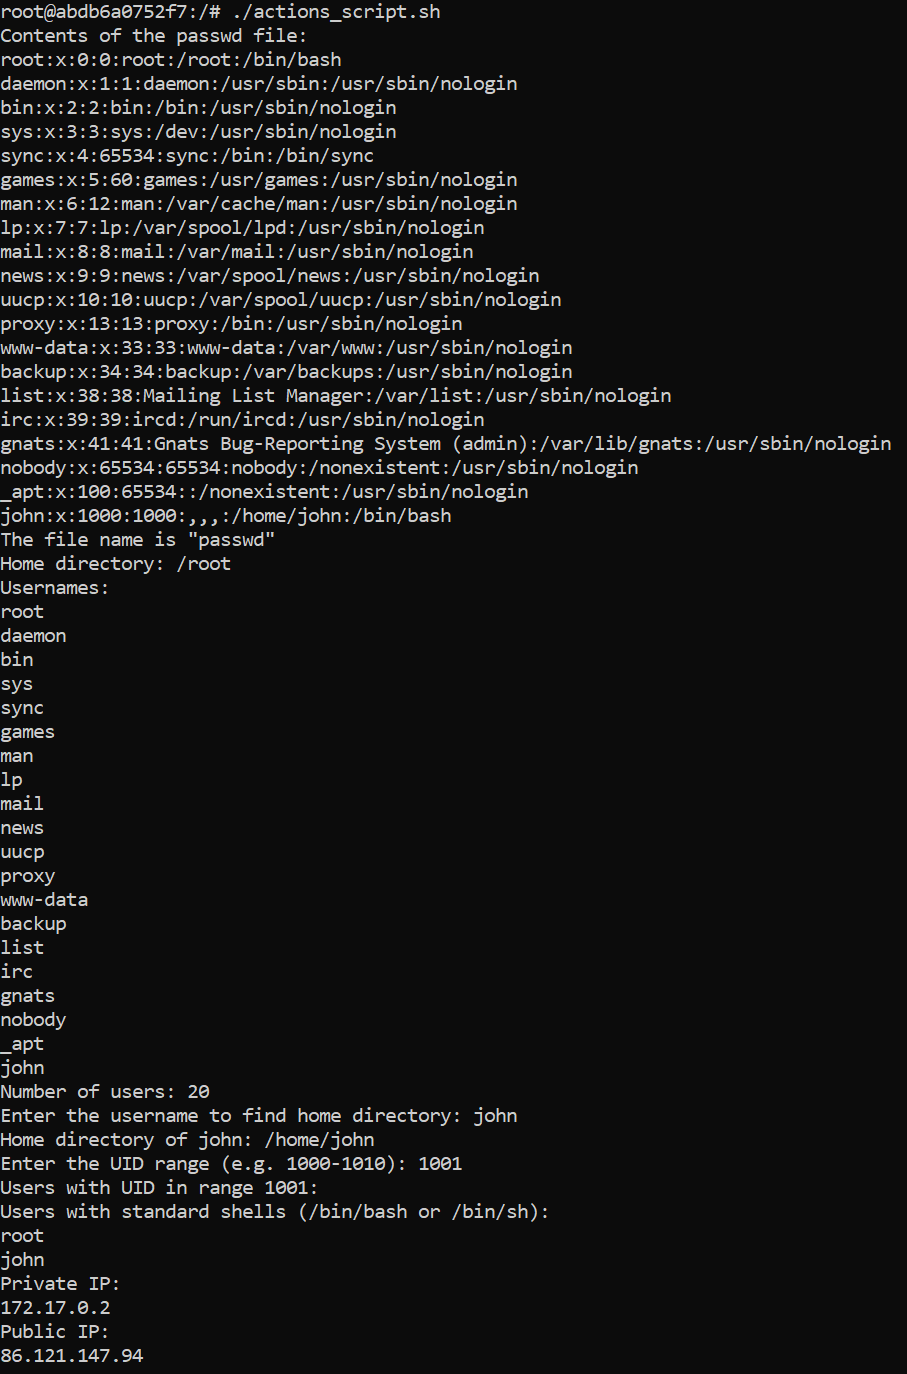 root@abdb6a0752f7:/# ./actions_script.sh
Contents of the passwd file:
root:x:0:0:root:/root:/bin/bash
daemon:x:1:1:daemon:/usr/sbin:/usr/sbin/nologin
bin:x:2:2:bin:/bin:/usr/sbin/nologin
sys:x:3:3:sys:/dev:/usr/sbin/nologin
sync:x:4:65534:sync:/bin:/bin/sync
games:x:5:60:games:/usr/games:/usr/sbin/nologin
man:x:6:12:man:/var/cache/man:/usr/sbin/nologin
lp:x:7:7:lp:/var/spool/lpd:/usr/sbin/nologin
mail:x:8:8:mail:/var/mail:/usr/sbin/nologin
news:x:9:9:news:/var/spool/news:/usr/sbin/nologin
uucp:x:10:10:uucp:/var/spool/uucp:/usr/sbin/nologin
proxy:x:13:13:proxy:/bin:/usr/sbin/nologin
www-data:x:33:33:www-data:/var/www:/usr/sbin/nologin
backup:x:34:34:backup:/var/backups:/usr/sbin/nologin
list:x:38:38:Mailing List Manager:/var/list:/usr/sbin/nologin
irc:x:39:39:ircd:/run/ircd:/usr/sbin/nologin
gnats:x:41:41:Gnats Bug-Reporting System (admin):/var/lib/gnats:/usr/sbin/nologin
nobody:x:65534:65534:nobody:/nonexistent:/usr/sbin/nologin
_apt:x:100:65534::/nonexistent:/usr/sbin/nologin
john:x:1000:1000:,,,:/home/john:/bin/bash
The file name is "passwd"
Home directory: /root
Usernames:
root
daemon
bin
sys
sync
games
man
lp
mail
news
uucp
proxy
www-data
backup
list
irc
gnats
nobody
_apt
john
Number of users: 20
Enter the username to find home directory: john
Home directory of john: /home/john
Enter the UID range (e.g. 1000-1010): 1001
Users with UID in range 1001:
Users with standard shells (/bin/bash or /bin/sh):
root
john
Private IP:
172.17.0.2
Public IP:
86.121.147.94